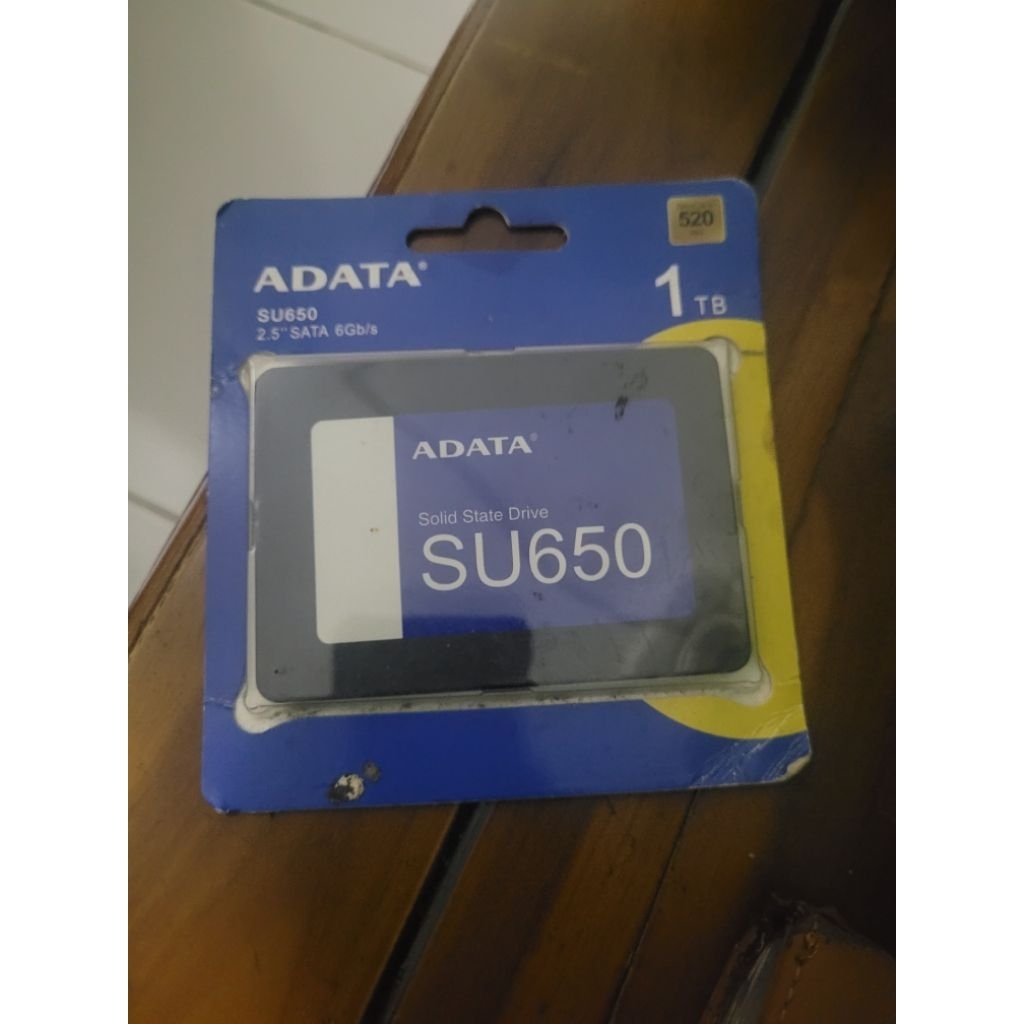 520
ADATA®
1 TB
SU650
2.5" SATA 6Gb/s
ADATA®
Solid State Drive
SU650